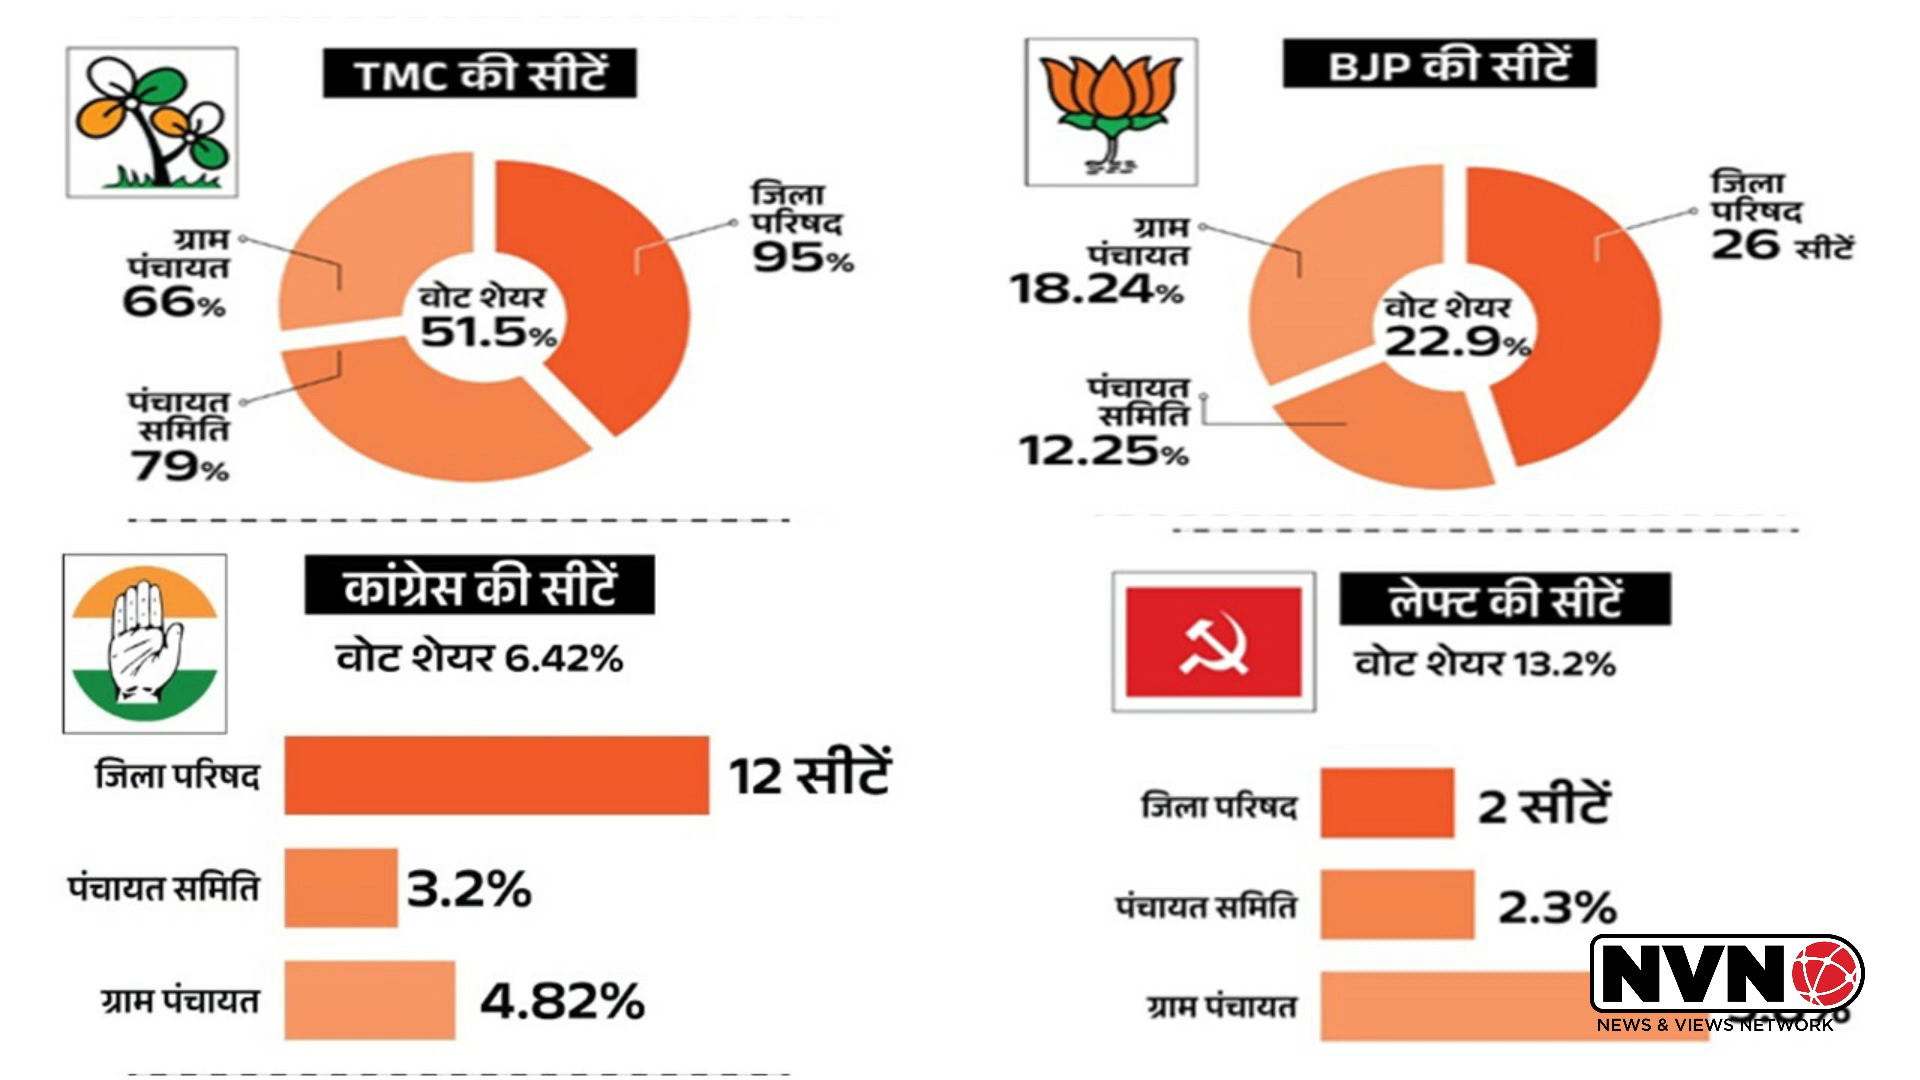 TMC की सीटें
ग्राम
पंचायत
66%
जिला
परिषद
95%
वोट शेयर
51.5%
पंचायत
समिति
79%
BJP की सीटें
ग्राम
पंचायत
18.24%
जिला
परिषद
26 सीटें
वोट शेयर
22.9%
पंचायत
समिति
12.25%
कांग्रेस की सीटें
वोट शेयर 6.42%
जिला परिषद
12 सीटें
पंचायत समिति
3.2%
ग्राम पंचायत
4.82%
लेफ्ट की सीटें
वोट शेयर 13.2%
जिला परिषद
2 सीटें
पंचायत समिति
2.3%
ग्राम पंचायत
NVN
NEWS & VIEWS NETWORK